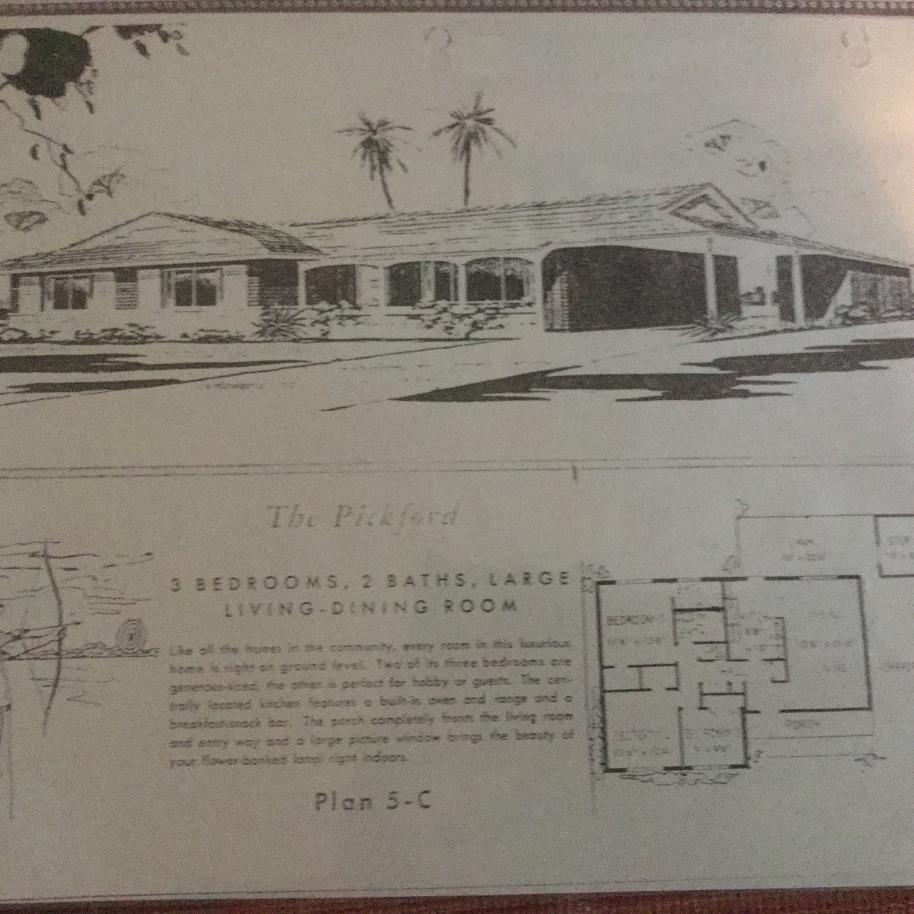 The Pickford
3 BEDROOMS, 2 BATHS, LARGE
LIVING-DINING ROOM
Like all the homes in the community, every room in this luxurious
home is right on ground level. Two of its three bedrooms are
generous-sized; the other is perfect for hobby or guests. The cen-
trally located kitchen features a built-in oven and range and a
breakfast-snack bar. The porch completely fronts the living room
and entry way and a large picture window brings the beauty of
your flower-banked lanai right indoors.
Plan 5-C
BEDROOM-1
PORCH